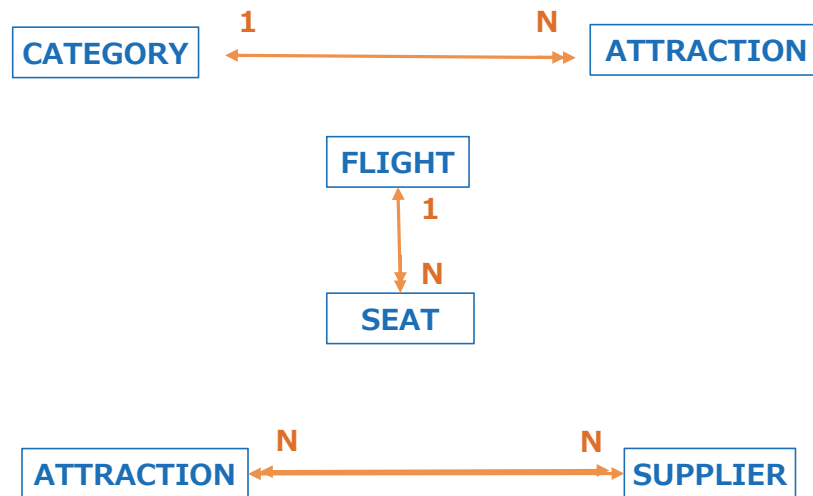 1 N
CATEGORY ATTRACTION
FLIGHT
1
N
SEAT
N N
ATTRACTION SUPPLIER